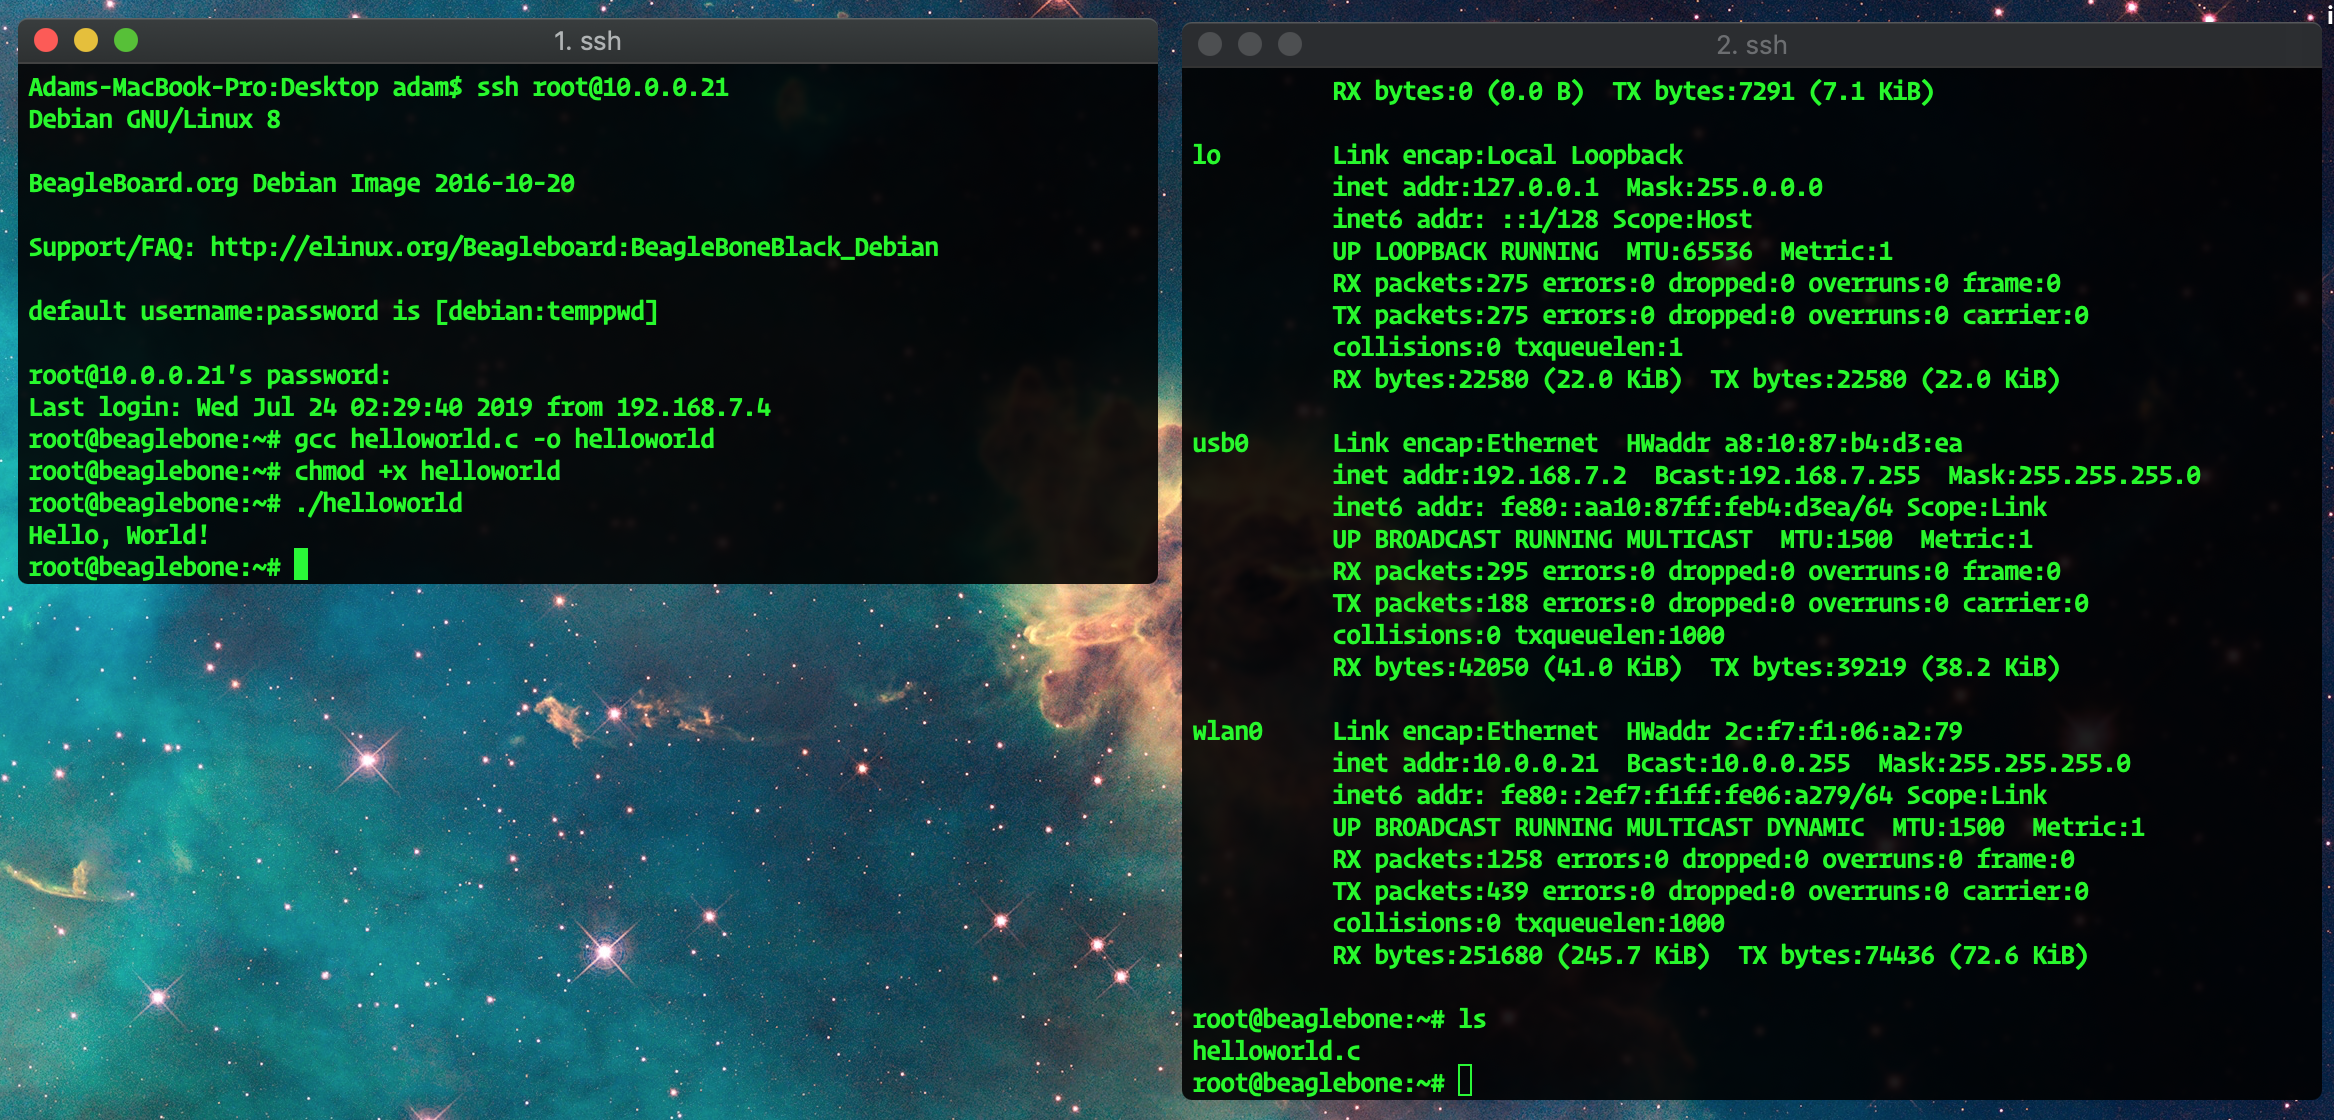 1. ssh
Adams-MacBook-Pro:Desktop adam$ ssh root@10.0.0.21
Debian GNU/Linux 8
BeagleBoard.org Debian Image 2016-10-20
Support/FAQ: http://elinux.org/Beagleboard:BeagleBoneBlack_Debian
default username:password is [debian:temppwd]
root@10.0.0.21's password:
Last login: Wed Jul 24 02:29:40 2019 from 192.168.7.4
root@beaglebone:~# gcc helloworld.c -o helloworld
root@beaglebone:~# chmod +x helloworld
root@beaglebone:~# ./helloworld
Hello, World!
root@beaglebone:~#
2. ssh
RX bytes:0 (0.0 B)  TX bytes:7291 (7.1 KiB)
lo        Link encap:Local Loopback
inet addr:127.0.0.1  Mask:255.0.0.0
inet6 addr: ::1/128 Scope:Host
UP LOOPBACK RUNNING  MTU:65536  Metric:1
RX packets:275 errors:0 dropped:0 overruns:0 frame:0
TX packets:275 errors:0 dropped:0 overruns:0 carrier:0
collisions:0 txqueuelen:1
RX bytes:22580 (22.0 KiB)  TX bytes:22580 (22.0 KiB)
usb0      Link encap:Ethernet  HWaddr a8:10:87:b4:d3:ea
inet addr:192.168.7.2  Bcast:192.168.7.255  Mask:255.255.255.0
inet6 addr: fe80::aa10:87ff:feb4:d3ea/64 Scope:Link
UP BROADCAST RUNNING MULTICAST  MTU:1500  Metric:1
RX packets:295 errors:0 dropped:0 overruns:0 frame:0
TX packets:188 errors:0 dropped:0 overruns:0 carrier:0
collisions:0 txqueuelen:1000
RX bytes:42050 (41.0 KiB)  TX bytes:39219 (38.2 KiB)
wlan0     Link encap:Ethernet  HWaddr 2c:f7:f1:06:a2:79
inet addr:10.0.0.21  Bcast:10.0.0.255  Mask:255.255.255.0
inet6 addr: fe80::2ef7:f1ff:fe06:a279/64 Scope:Link
UP BROADCAST RUNNING MULTICAST DYNAMIC  MTU:1500  Metric:1
RX packets:1258 errors:0 dropped:0 overruns:0 frame:0
TX packets:439 errors:0 dropped:0 overruns:0 carrier:0
collisions:0 txqueuelen:1000
RX bytes:251680 (245.7 KiB)  TX bytes:74436 (72.6 KiB)
root@beaglebone:~# ls
helloworld.c
root@beaglebone:~#